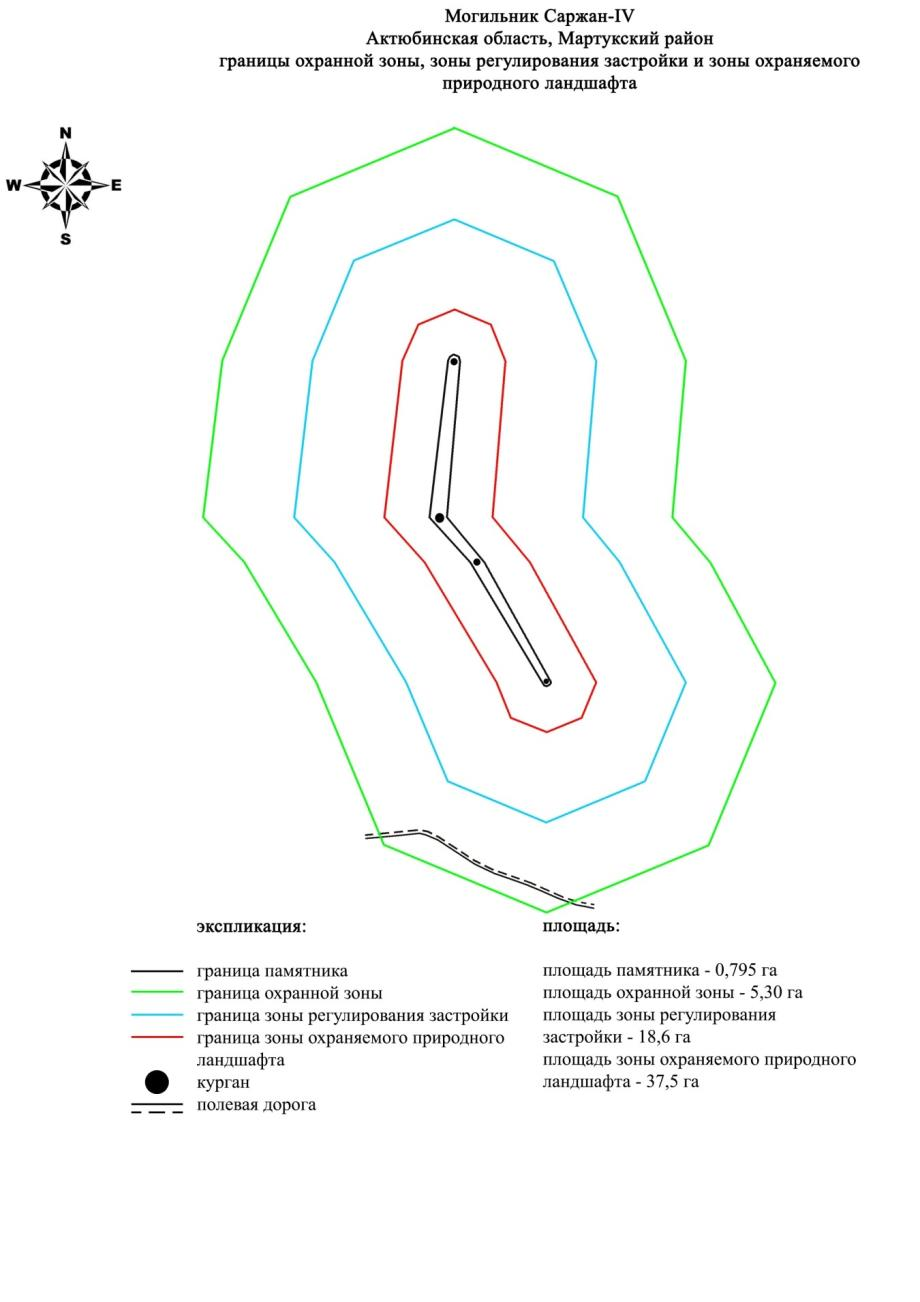 Могильник Саржан-IV
Актюбинская область, Мартукский район
границы охранной зоны, зоны регулирования застройки и зоны охраняемого
природного ландшафта
N
W E
S
экспликация:
граница памятника
граница охранной зоны
граница зоны регулирования застройки
граница зоны охраняемого природного
ландшафта
курган
полевая дорога
площадь:
площадь памятника - 0,795 га
площадь охранной зоны - 5,30 га
площадь зоны регулирования
застройки - 18,6 га
площадь зоны охраняемого природного
ландшафта - 37,5 га